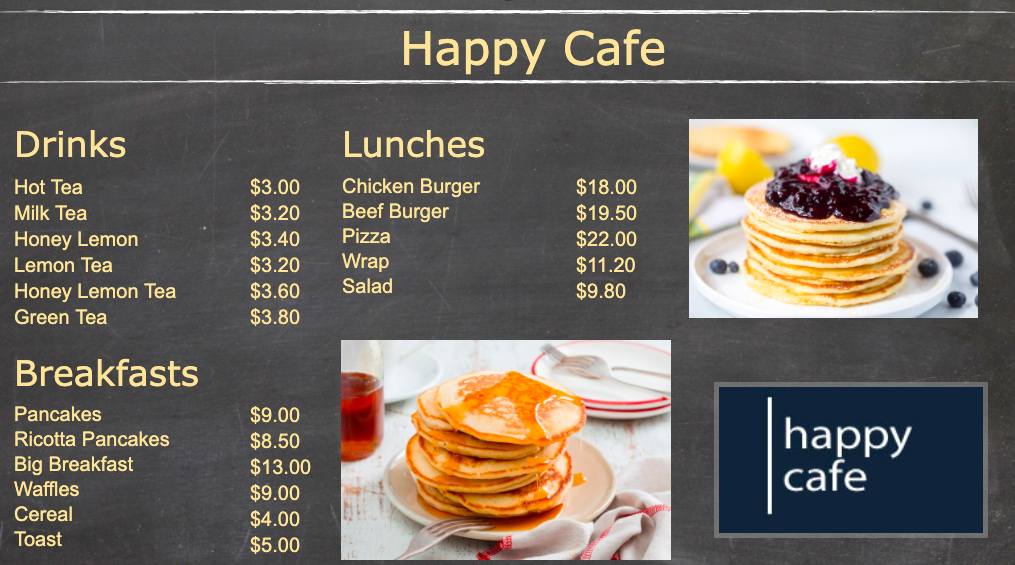 Happy Cafe
Drinks
Hot Tea $3.00
Milk Tea $3.20
Honey Lemon $3.40
Lemon Tea $3.20
Honey Lemon Tea $3.60
Green Tea $3.80
Breakfasts
Pancakes $9.00
Ricotta Pancakes $8.50
Big Breakfast $13.00
Waffles $9.00
Cereal $4.00
Toast $5.00
Lunches
Chicken Burger $18.00
Beef Burger $19.50
Pizza $22.00
Wrap $11.20
Salad $9.80
happy
cafe